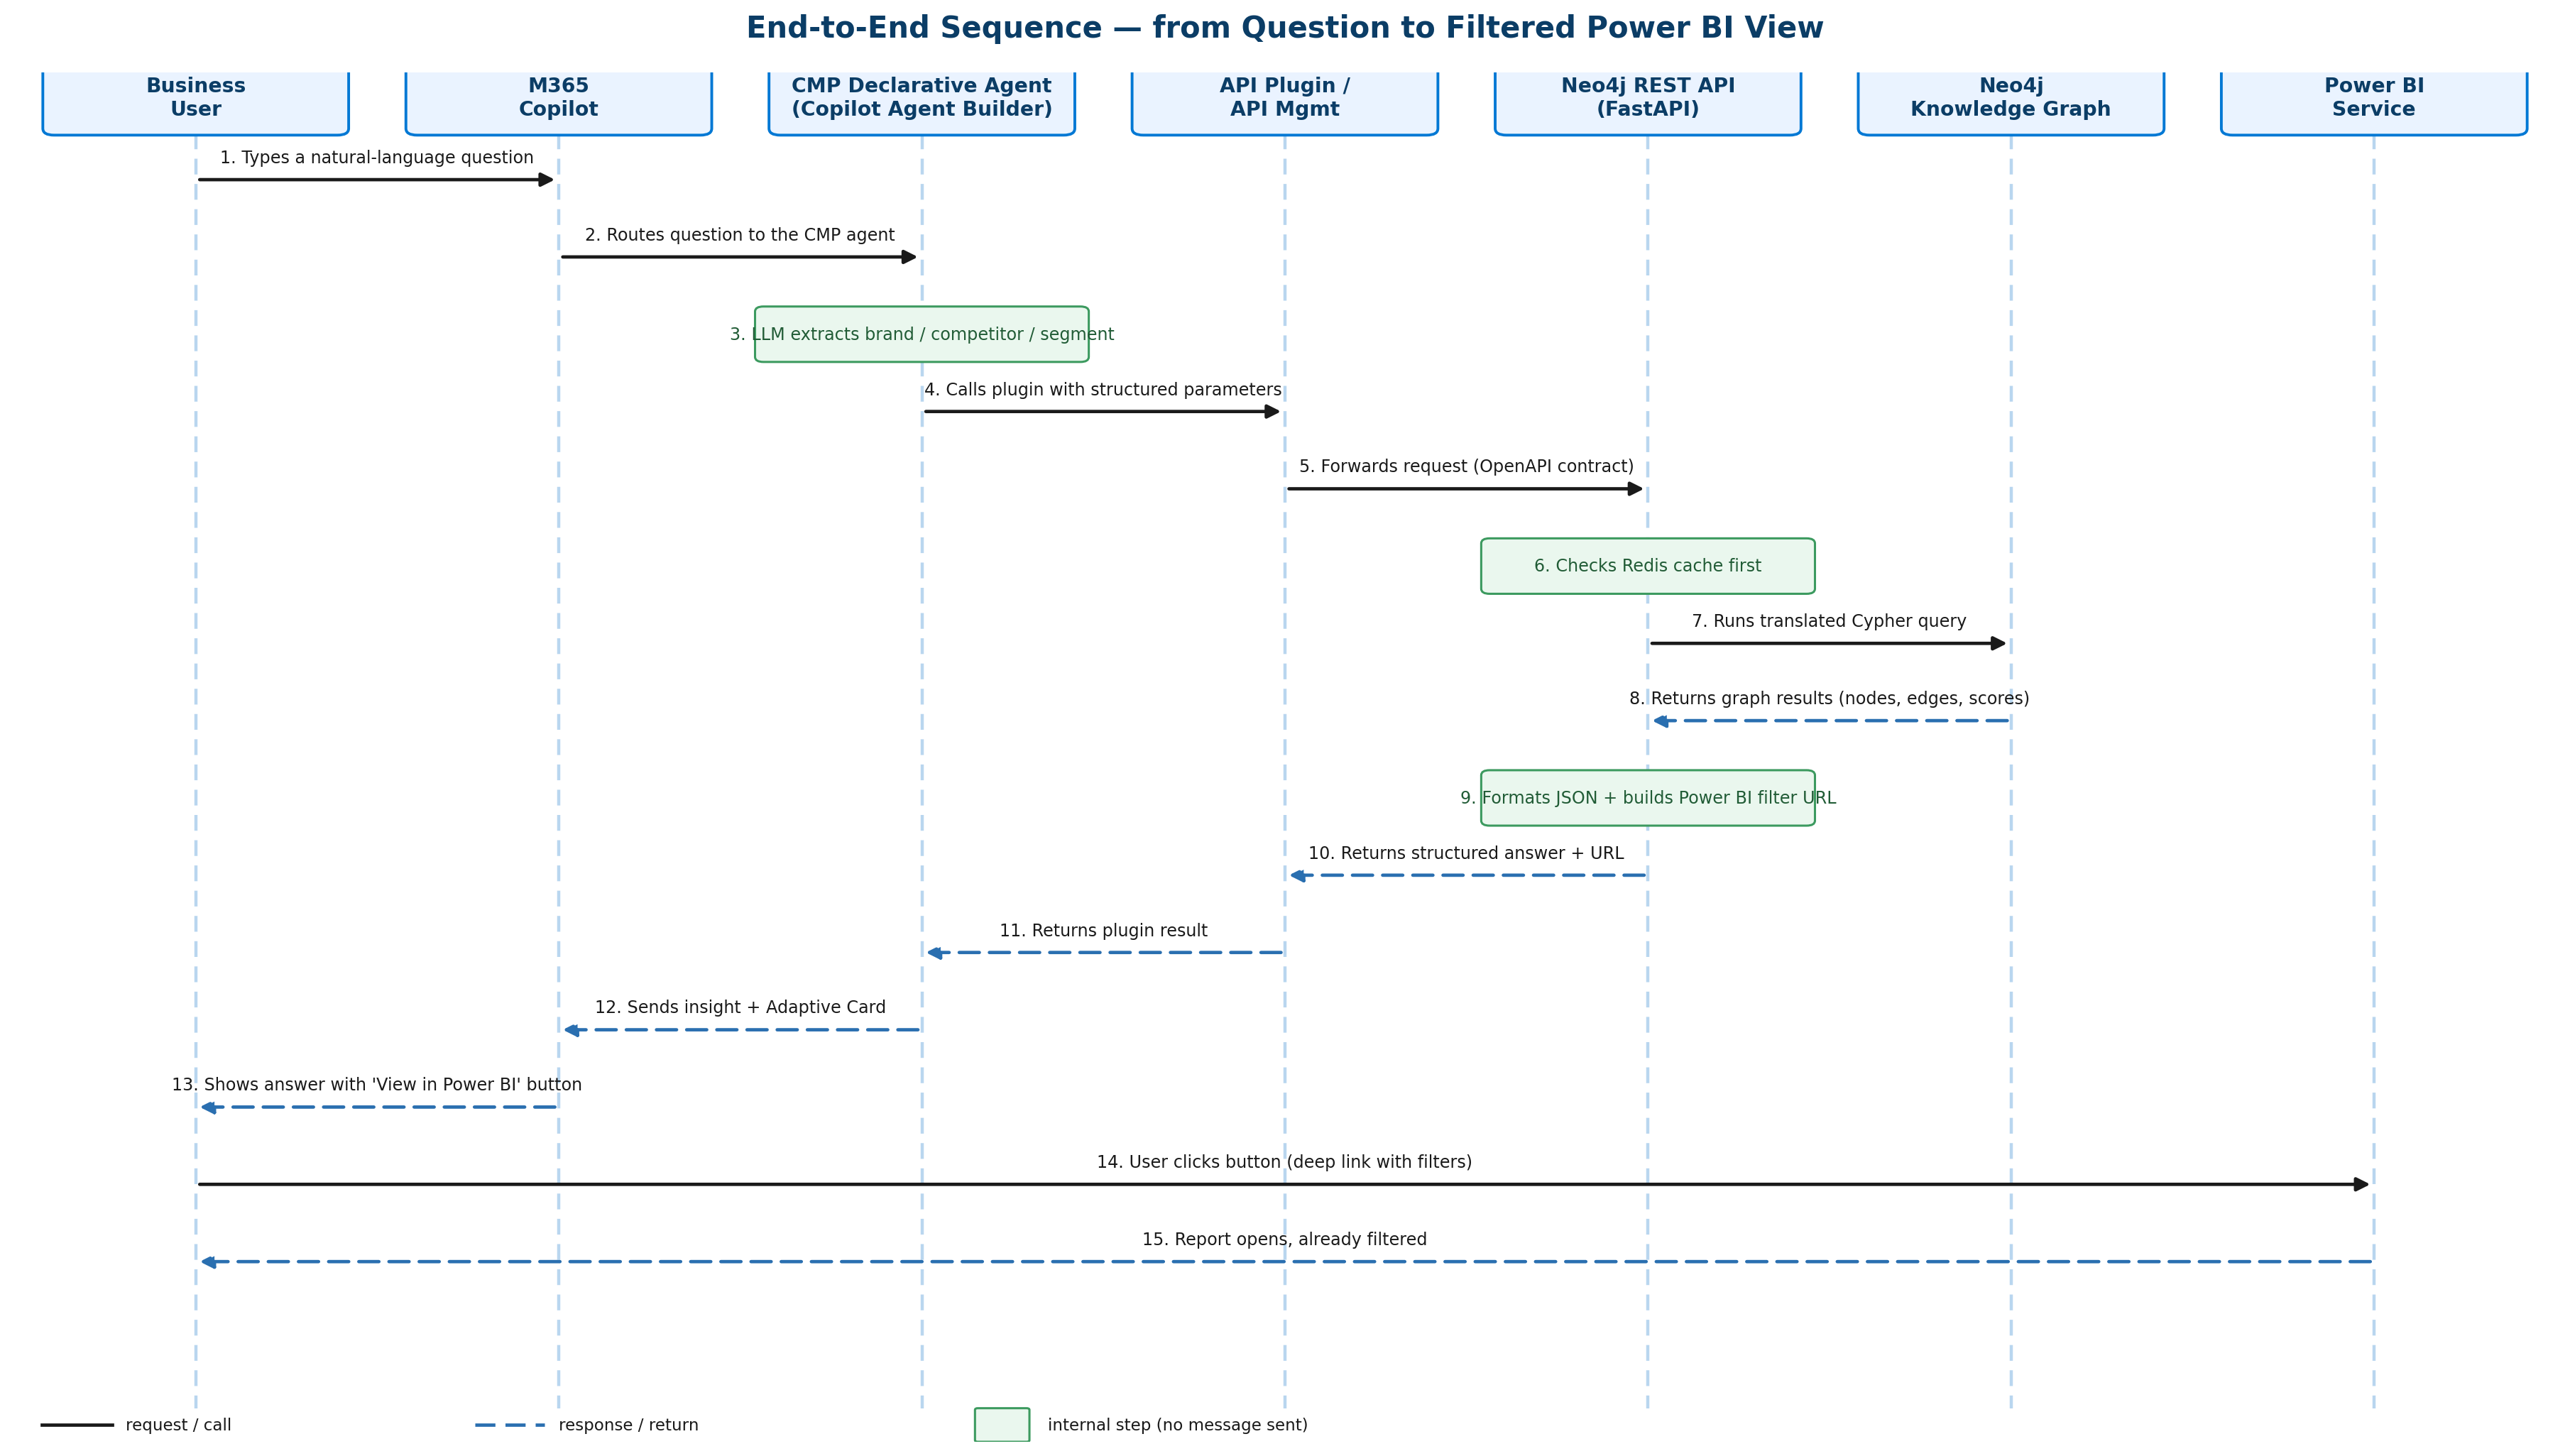 End-to-End Sequence — from Question to Filtered Power BI View
Business
User
M365
Copilot
CMP Declarative Agent
(Copilot Agent Builder)
API Plugin /
API Mgmt
Neo4j REST API
(FastAPI)
Neo4j
Knowledge Graph
Power BI
Service
1. Types a natural-language question
2. Routes question to the CMP agent
3. LLM extracts brand / competitor / segment
4. Calls plugin with structured parameters
5. Forwards request (OpenAPI contract)
6. Checks Redis cache first
7. Runs translated Cypher query
8. Returns graph results (nodes, edges, scores)
9. Formats JSON + builds Power BI filter URL
10. Returns structured answer + URL
11. Returns plugin result
12. Sends insight + Adaptive Card
13. Shows answer with 'View in Power BI' button
14. User clicks button (deep link with filters)
15. Report opens, already filtered
request / call
response / return
internal step (no message sent)